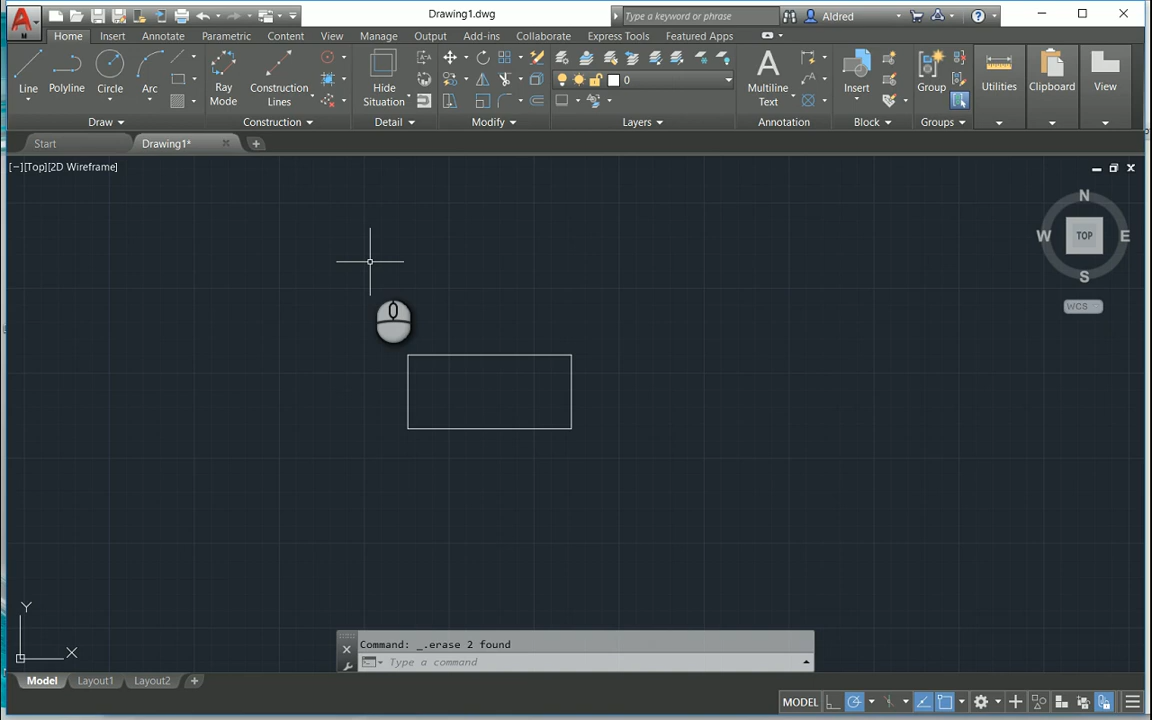 Drawing1.dwg
Type a keyword or phrase
Aldred
Home Insert Annotate Parametric Content View Manage Output Add-ins Collaborate Express Tools Featured Apps
Line Polyline Circle Arc
Ray Mode
Construction Lines
Hide Situation
0
A
Multiline Text
Insert
Group
Utilities
Clipboard
View
Draw Construction Detail Modify Layers Annotation Block Groups
Start Drawing1*
[−][Top][2D Wireframe]
N
W TOP E
S
WCS
Y
X
Command: _.erase 2 found
Type a command
Model Layout1 Layout2
MODEL